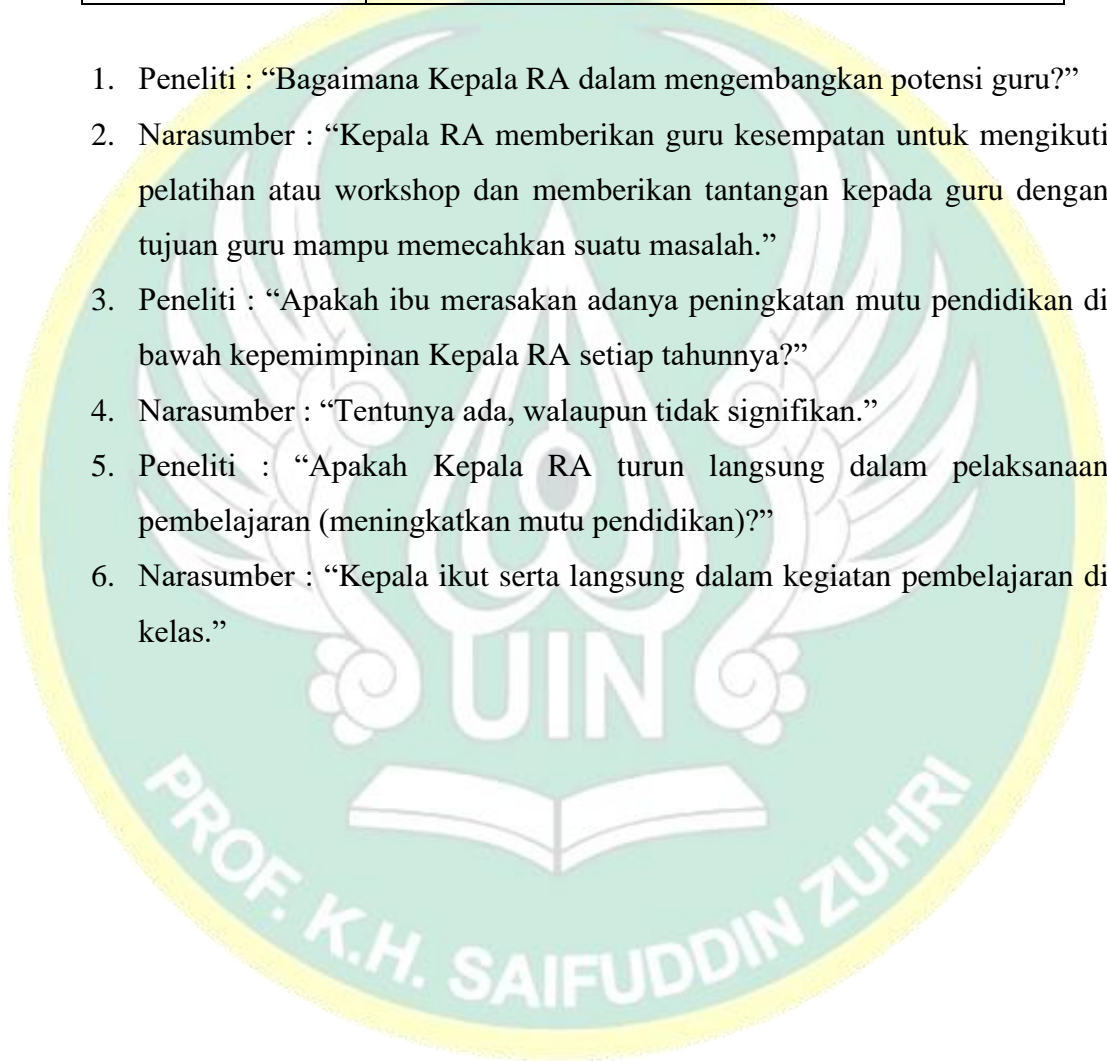 1. Peneliti : “Bagaimana Kepala RA dalam mengembangkan potensi guru?”
2. Narasumber : “Kepala RA memberikan guru kesempatan untuk mengikuti
pelatihan atau workshop dan memberikan tantangan kepada guru dengan
tujuan guru mampu memecahkan suatu masalah.”
3. Peneliti : “Apakah ibu merasakan adanya peningkatan mutu pendidikan di
bawah kepemimpinan Kepala RA setiap tahunnya?”
4. Narasumber : “Tentunya ada, walaupun tidak signifikan.”
5. Peneliti : “Apakah Kepala RA turun langsung dalam pelaksanaan
pembelajaran (meningkatkan mutu pendidikan)?”
6. Narasumber : “Kepala ikut serta langsung dalam kegiatan pembelajaran di
kelas.”
UIN
PROF. K.H. SAIFUDDIN ZUHRI